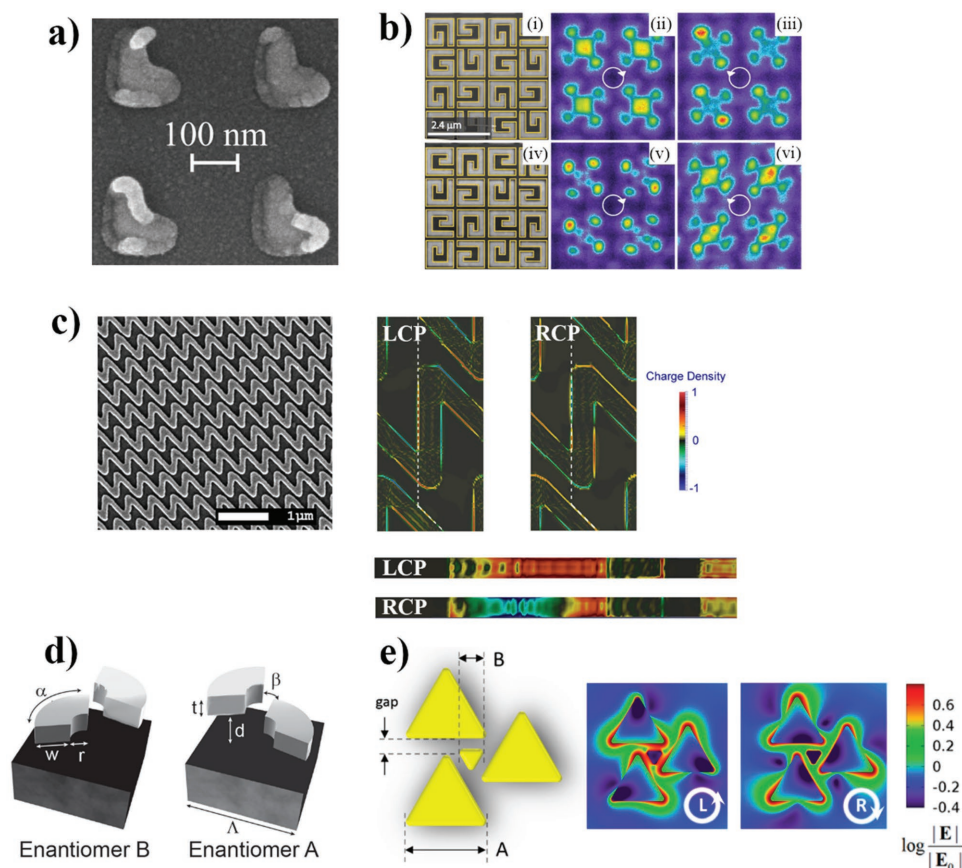 a)
100 nm
b)
(i)
(ii)
(iii)
2.4 μm
(iv)
(v)
(vi)
c)
1μm
LCP
RCP
Charge Density
1
0
-1
LCP
RCP
d)
α
t
w
r
d
β
Λ
Enantiomer B
Enantiomer A
e)
B
gap
A
L
R
0.6
0.4
0.2
0
-0.2
-0.4
log |E| / |E₀|